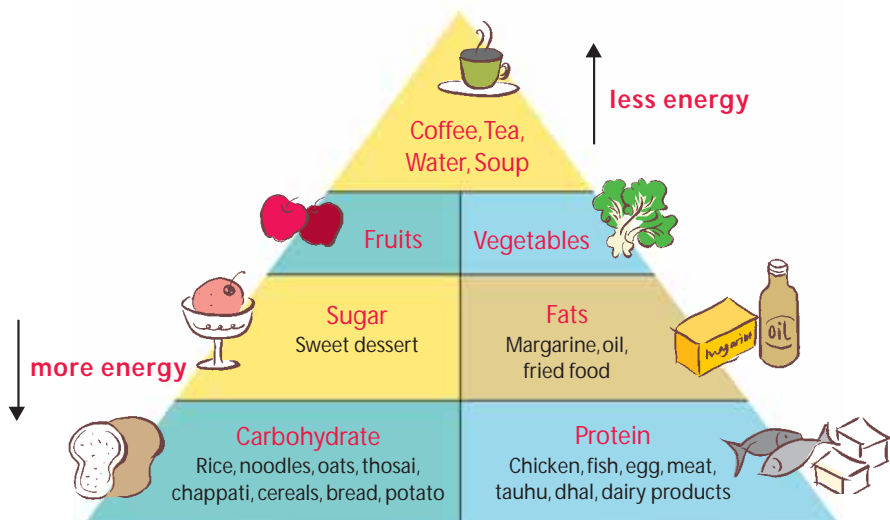 less energy
Coffee, Tea,
Water, Soup
Fruits
Vegetables
Sugar
Sweet dessert
Fats
Margarine, oil,
fried food
margarine
oil
more energy
Carbohydrate
Rice, noodles, oats, thosai,
chappati, cereals, bread, potato
Protein
Chicken, fish, egg, meat,
tauhu, dhal, dairy products